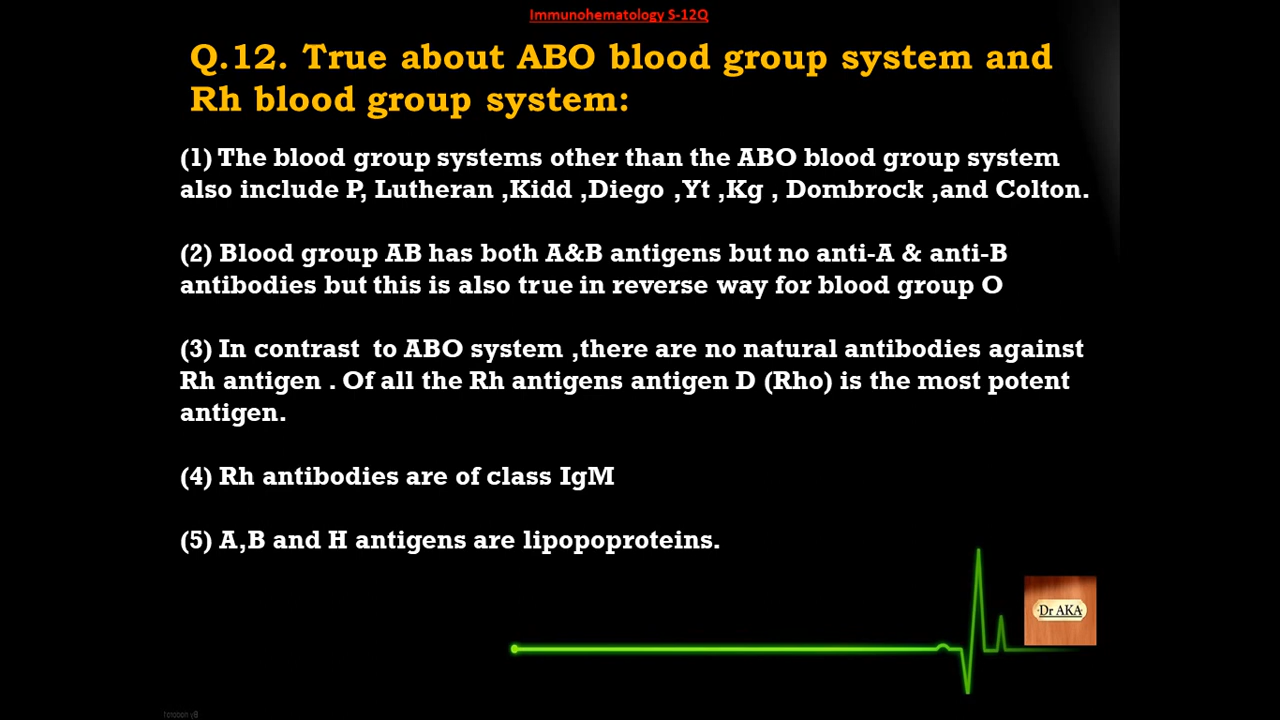 Immunohematology S-12Q
Q.12. True about ABO blood group system and
Rh blood group system:
(1) The blood group systems other than the ABO blood group system
also include P, Lutheran ,Kidd ,Diego ,Yt ,Kg , Dombrock ,and Colton.
(2) Blood group AB has both A&B antigens but no anti-A & anti-B
antibodies but this is also true in reverse way for blood group O
(3) In contrast to ABO system ,there are no natural antibodies against
Rh antigen . Of all the Rh antigens antigen D (Rho) is the most potent
antigen.
(4) Rh antibodies are of class IgM
(5) A,B and H antigens are lipopoproteins.
Dr AKA